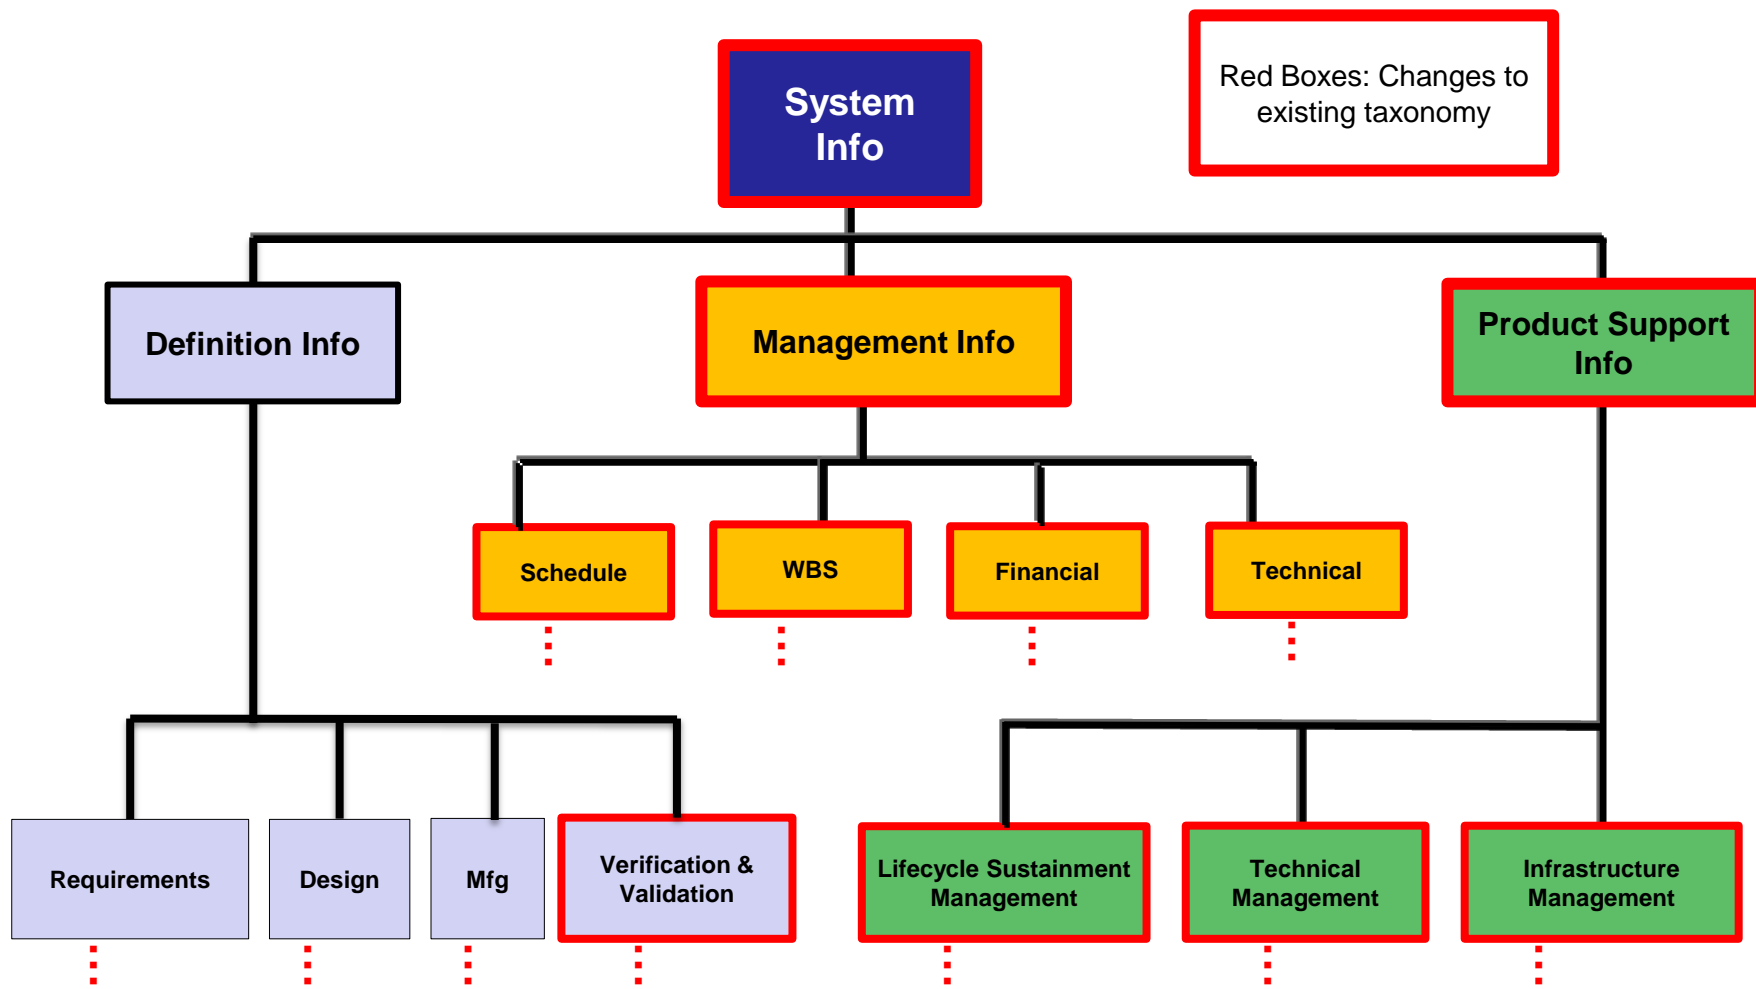 System
Info
Red Boxes: Changes to
existing taxonomy
Definition Info
Management Info
Product Support
Info
Schedule
WBS
Financial
Technical
Requirements
Design
Mfg
Verification &
Validation
Lifecycle Sustainment
Management
Technical
Management
Infrastructure
Management